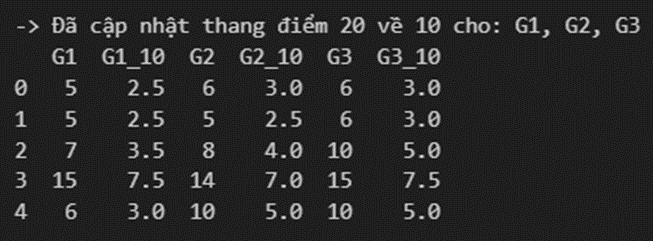 -> Đã cập nhật thang điểm 20 về 10 cho: G1, G2, G3
G1 G1_10 G2 G2_10 G3 G3_10
0 5 2.5 6 3.0 6 3.0
1 5 2.5 5 2.5 6 3.0
2 7 3.5 8 4.0 10 5.0
3 15 7.5 14 7.0 15 7.5
4 6 3.0 10 5.0 10 5.0